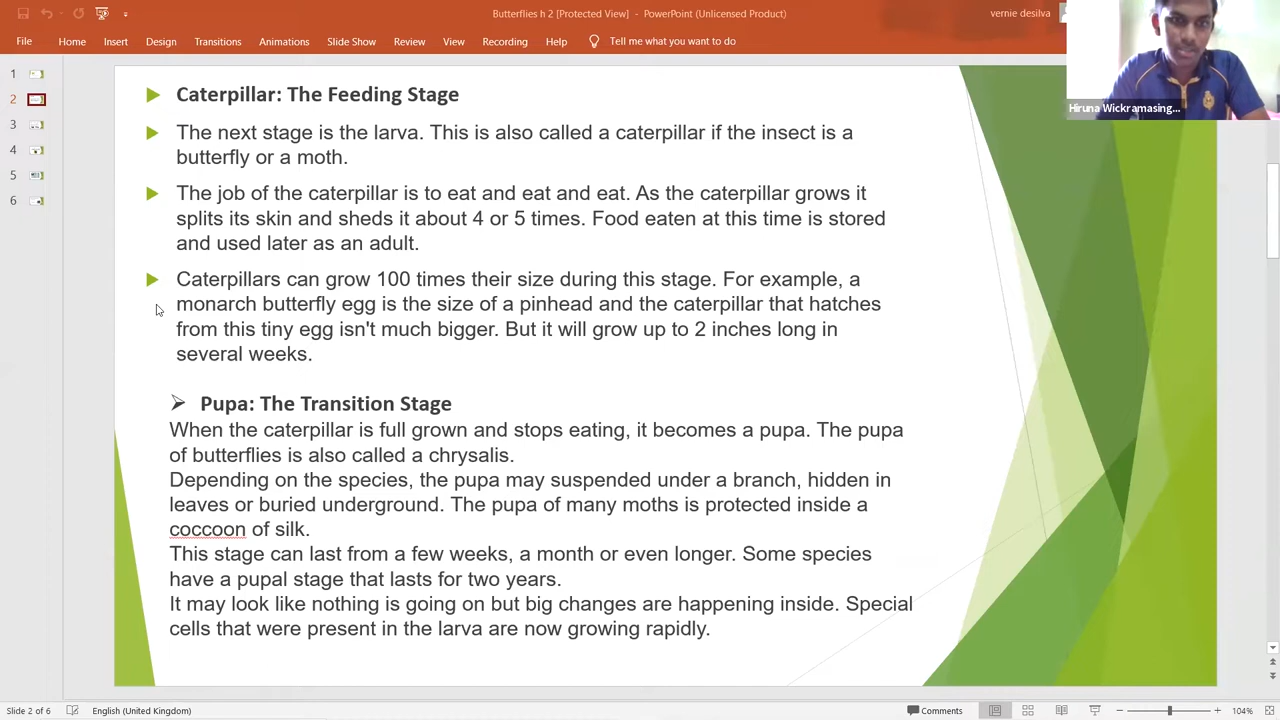 Butterflies h 2 [Protected View] - PowerPoint (Unlicensed Product)
vernie desilva
File Home Insert Design Transitions Animations Slide Show Review View Recording Help Tell me what you want to do
Hiruna Wickramasing...
1
2
3
4
5
6
Caterpillar: The Feeding Stage
The next stage is the larva. This is also called a caterpillar if the insect is a
butterfly or a moth.
The job of the caterpillar is to eat and eat and eat. As the caterpillar grows it
splits its skin and sheds it about 4 or 5 times. Food eaten at this time is stored
and used later as an adult.
Caterpillars can grow 100 times their size during this stage. For example, a
monarch butterfly egg is the size of a pinhead and the caterpillar that hatches
from this tiny egg isn't much bigger. But it will grow up to 2 inches long in
several weeks.
Pupa: The Transition Stage
When the caterpillar is full grown and stops eating, it becomes a pupa. The pupa
of butterflies is also called a chrysalis.
Depending on the species, the pupa may suspended under a branch, hidden in
leaves or buried underground. The pupa of many moths is protected inside a
coccoon of silk.
This stage can last from a few weeks, a month or even longer. Some species
have a pupal stage that lasts for two years.
It may look like nothing is going on but big changes are happening inside. Special
cells that were present in the larva are now growing rapidly.
Slide 2 of 6 English (United Kingdom) Comments 104%